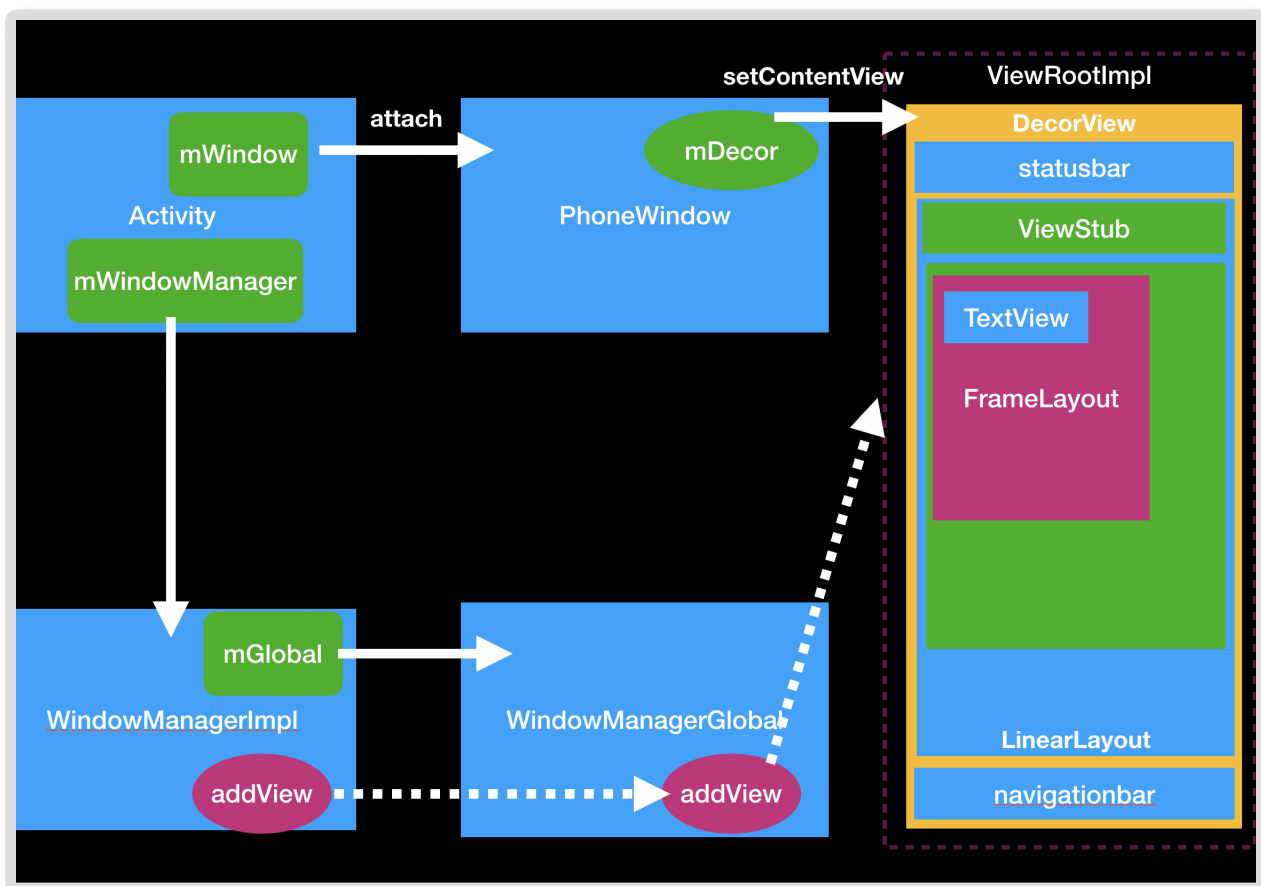 setContentView
ViewRootImpl
attach
DecorView
mWindow
mDecor
statusbar
Activity
PhoneWindow
ViewStub
mWindowManager
TextView
FrameLayout
mGlobal
WindowManagerImpl
WindowManagerGlobal
LinearLayout
addView
addView
navigationbar